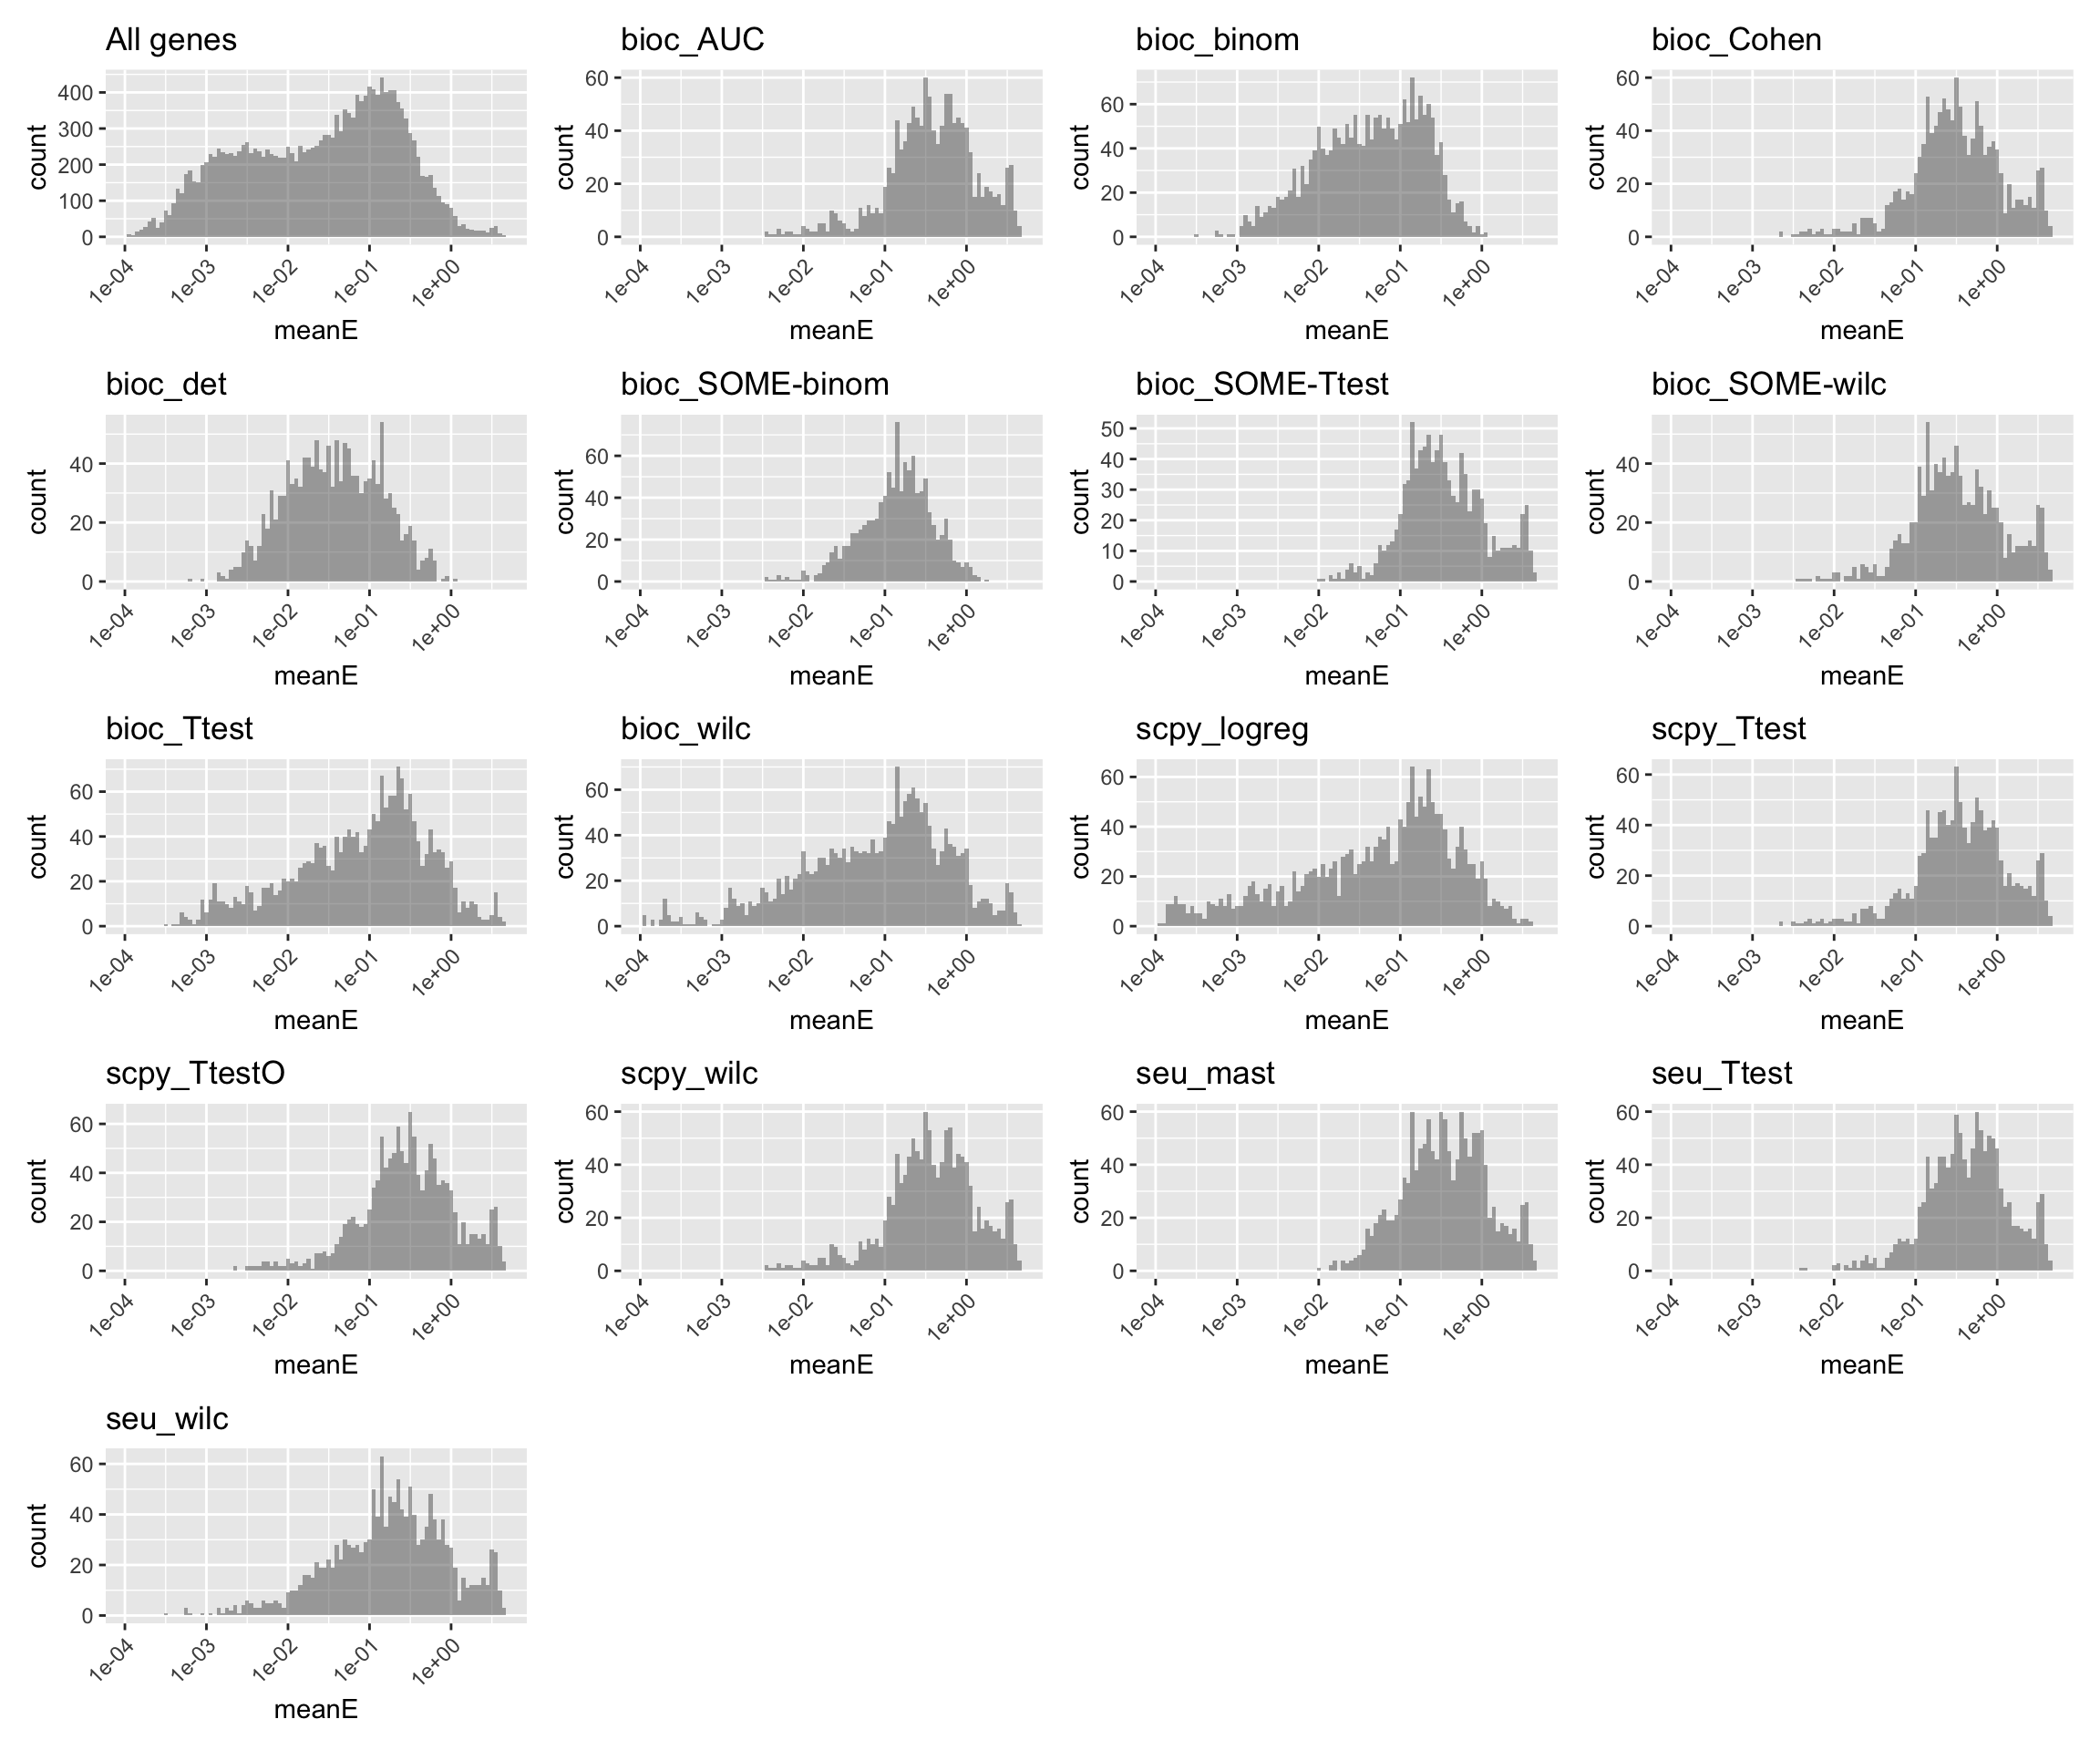 All genes
400
300
200
100
0
count
1e-04
1e-03
1e-02
1e-01
1e+00
meanE
bioc_AUC
60
40
20
0
count
1e-04
1e-03
1e-02
1e-01
1e+00
meanE
bioc_binom
60
40
20
0
count
1e-04
1e-03
1e-02
1e-01
1e+00
meanE
bioc_Cohen
60
40
20
0
count
1e-04
1e-03
1e-02
1e-01
1e+00
meanE
bioc_det
40
20
0
count
1e-04
1e-03
1e-02
1e-01
1e+00
meanE
bioc_SOME-binom
60
40
20
0
count
1e-04
1e-03
1e-02
1e-01
1e+00
meanE
bioc_SOME-Ttest
50
40
30
20
10
0
count
1e-04
1e-03
1e-02
1e-01
1e+00
meanE
bioc_SOME-wilc
40
20
0
count
1e-04
1e-03
1e-02
1e-01
1e+00
meanE
bioc_Ttest
60
40
20
0
count
1e-04
1e-03
1e-02
1e-01
1e+00
meanE
bioc_wilc
60
40
20
0
count
1e-04
1e-03
1e-02
1e-01
1e+00
meanE
scpy_logreg
60
40
20
0
count
1e-04
1e-03
1e-02
1e-01
1e+00
meanE
scpy_Ttest
60
40
20
0
count
1e-04
1e-03
1e-02
1e-01
1e+00
meanE
scpy_TtestO
60
40
20
0
count
1e-04
1e-03
1e-02
1e-01
1e+00
meanE
scpy_wilc
60
40
20
0
count
1e-04
1e-03
1e-02
1e-01
1e+00
meanE
seu_mast
60
40
20
0
count
1e-04
1e-03
1e-02
1e-01
1e+00
meanE
seu_Ttest
60
40
20
0
count
1e-04
1e-03
1e-02
1e-01
1e+00
meanE
seu_wilc
60
40
20
0
count
1e-04
1e-03
1e-02
1e-01
1e+00
meanE